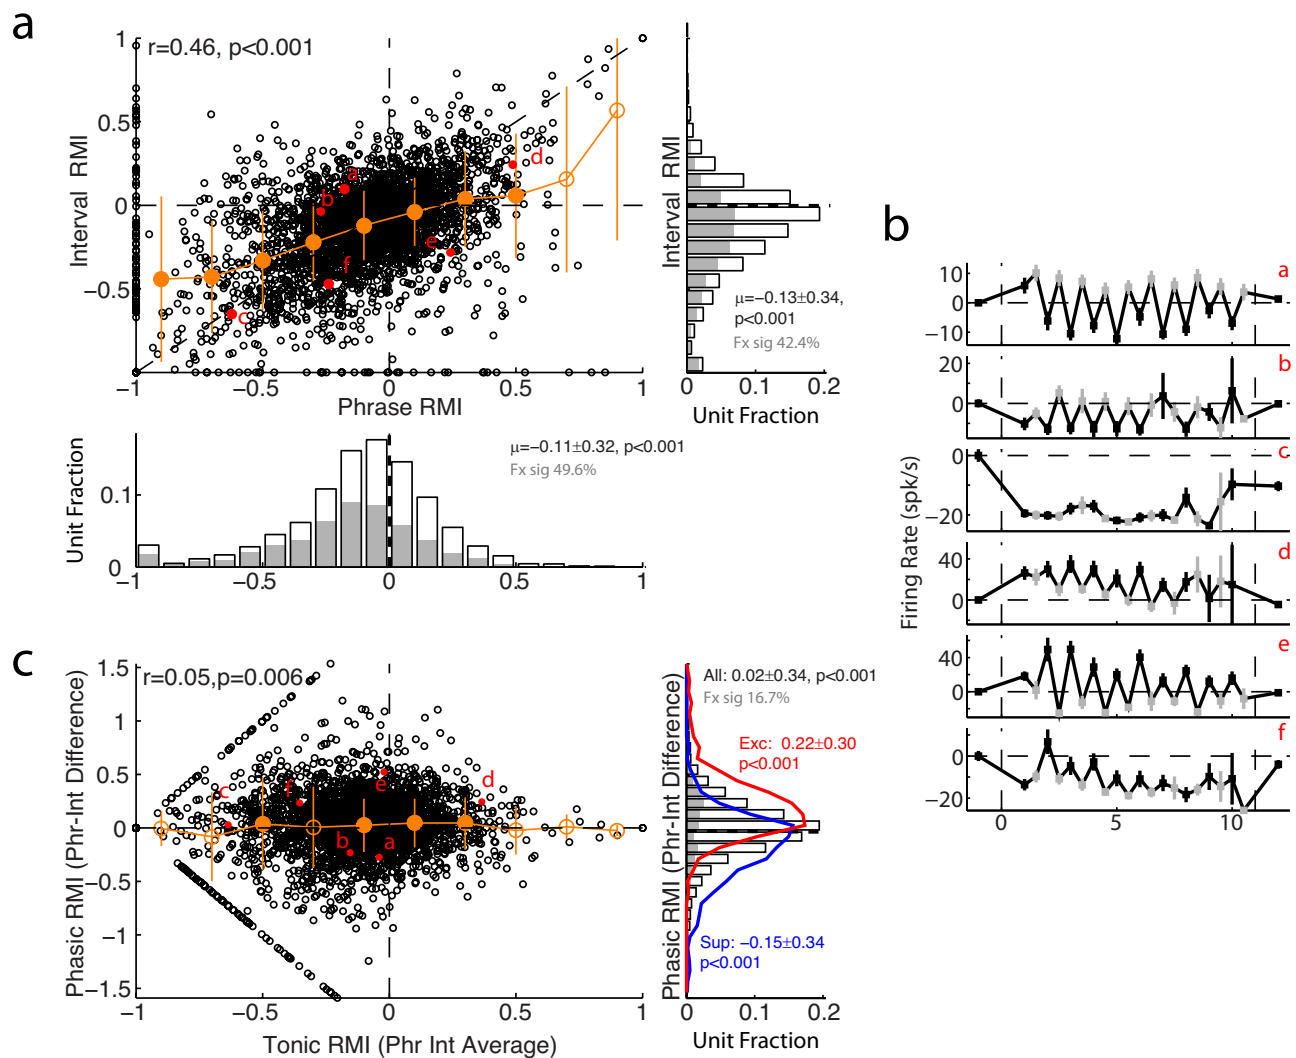 a
r=0.46, p<0.001
1
0.5
0
−0.5
−1
−0.5
0
0.5
1
Interval RMI
Phrase RMI
a
b
c
d
e
f
Interval RMI
μ=−0.13±0.34,
p<0.001
Fx sig 42.4%
0
0.1
0.2
Unit Fraction
Unit Fraction
0.1
0
μ=−0.11±0.32, p<0.001
Fx sig 49.6%
−1
−0.5
0
0.5
1
b
Firing Rate (spk/s)
10
0
−10
a
20
0
b
0
−20
c
40
0
d
40
0
e
0
−20
f
0
5
10
c
r=0.05,p=0.006
1.5
1
0.5
0
−0.5
−1
−1.5
Phasic RMI (Phr-Int Difference)
c
f
e
d
b
a
−1
−0.5
0
0.5
1
Tonic RMI (Phr Int Average)
Phasic RMI (Phr-Int Difference)
All: 0.02±0.34, p<0.001
Fx sig 16.7%
Exc: 0.22±0.30
p<0.001
Sup: −0.15±0.34
p<0.001
0
0.1
0.2
Unit Fraction